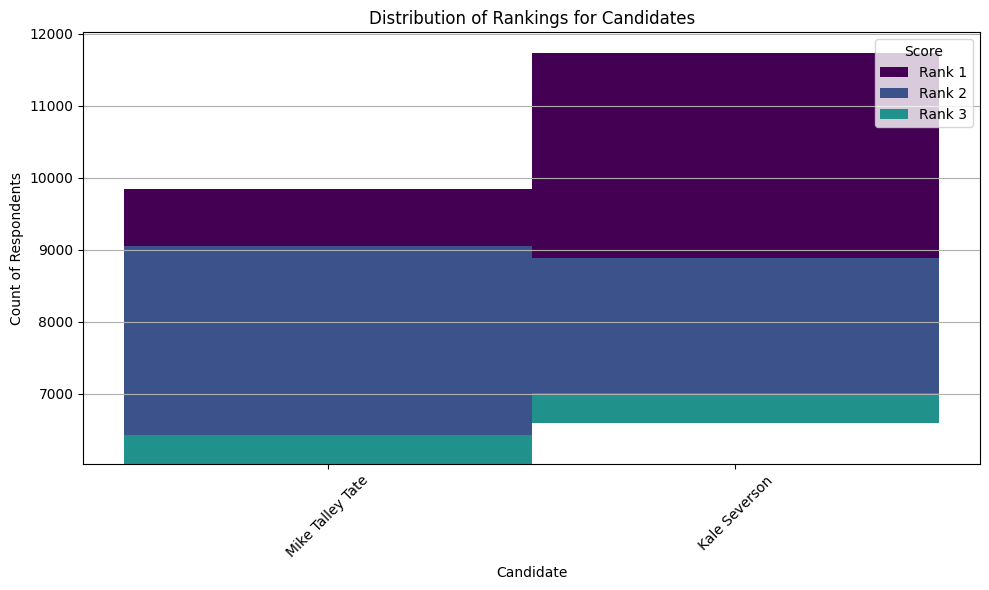 Distribution of Rankings for Candidates
Score
Rank 1
Rank 2
Rank 3
Count of Respondents
12000
11000
10000
9000
8000
7000
Mike Talley Tate
Kale Severson
Candidate